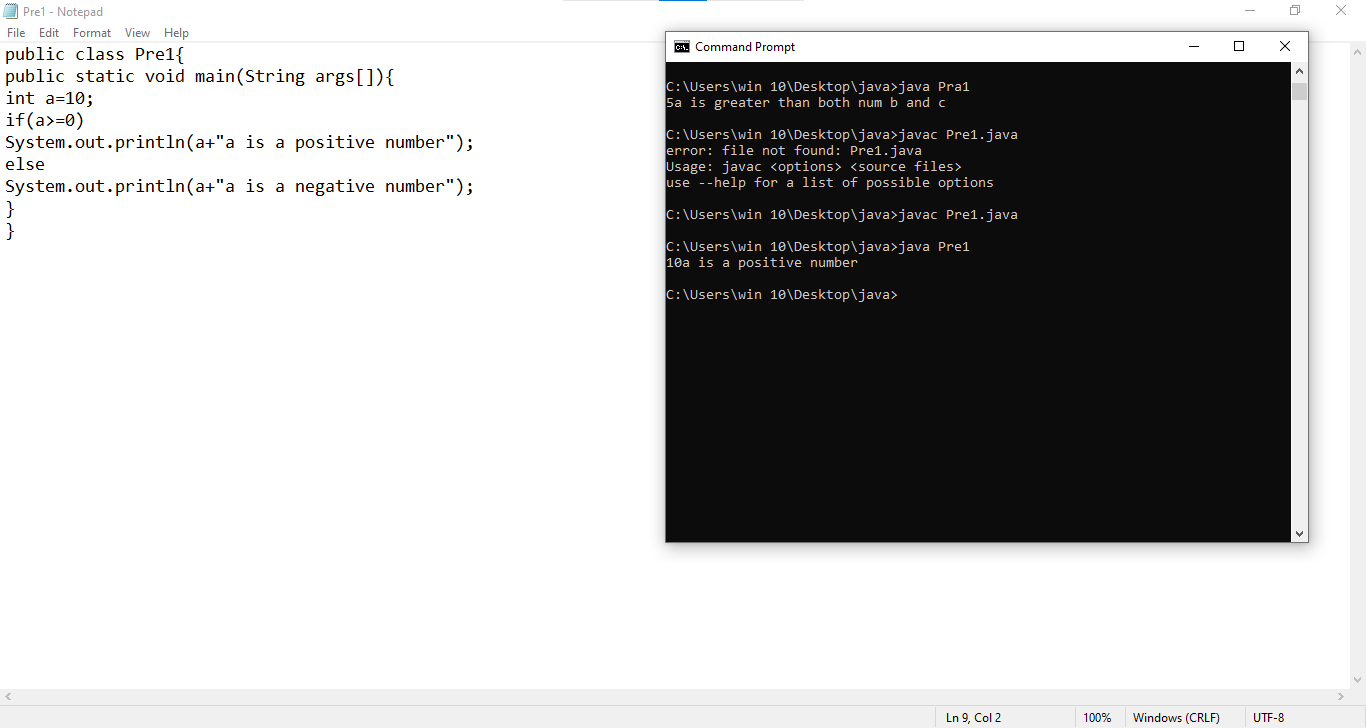 Pre1 - Notepad
File Edit Format View Help
public class Pre1{
public static void main(String args[]){
int a=10;
if(a>=0)
System.out.println(a+"a is a positive number");
else
System.out.println(a+"a is a negative number");
}
}
Command Prompt
C:\Users\win 10\Desktop\java>java Pra1
5a is greater than both num b and c
C:\Users\win 10\Desktop\java>javac Pre1.java
error: file not found: Pre1.java
Usage: javac <options> <source files>
use --help for a list of possible options
C:\Users\win 10\Desktop\java>javac Pre1.java
C:\Users\win 10\Desktop\java>java Pre1
10a is a positive number
C:\Users\win 10\Desktop\java>
Ln 9, Col 2 100% Windows (CRLF) UTF-8